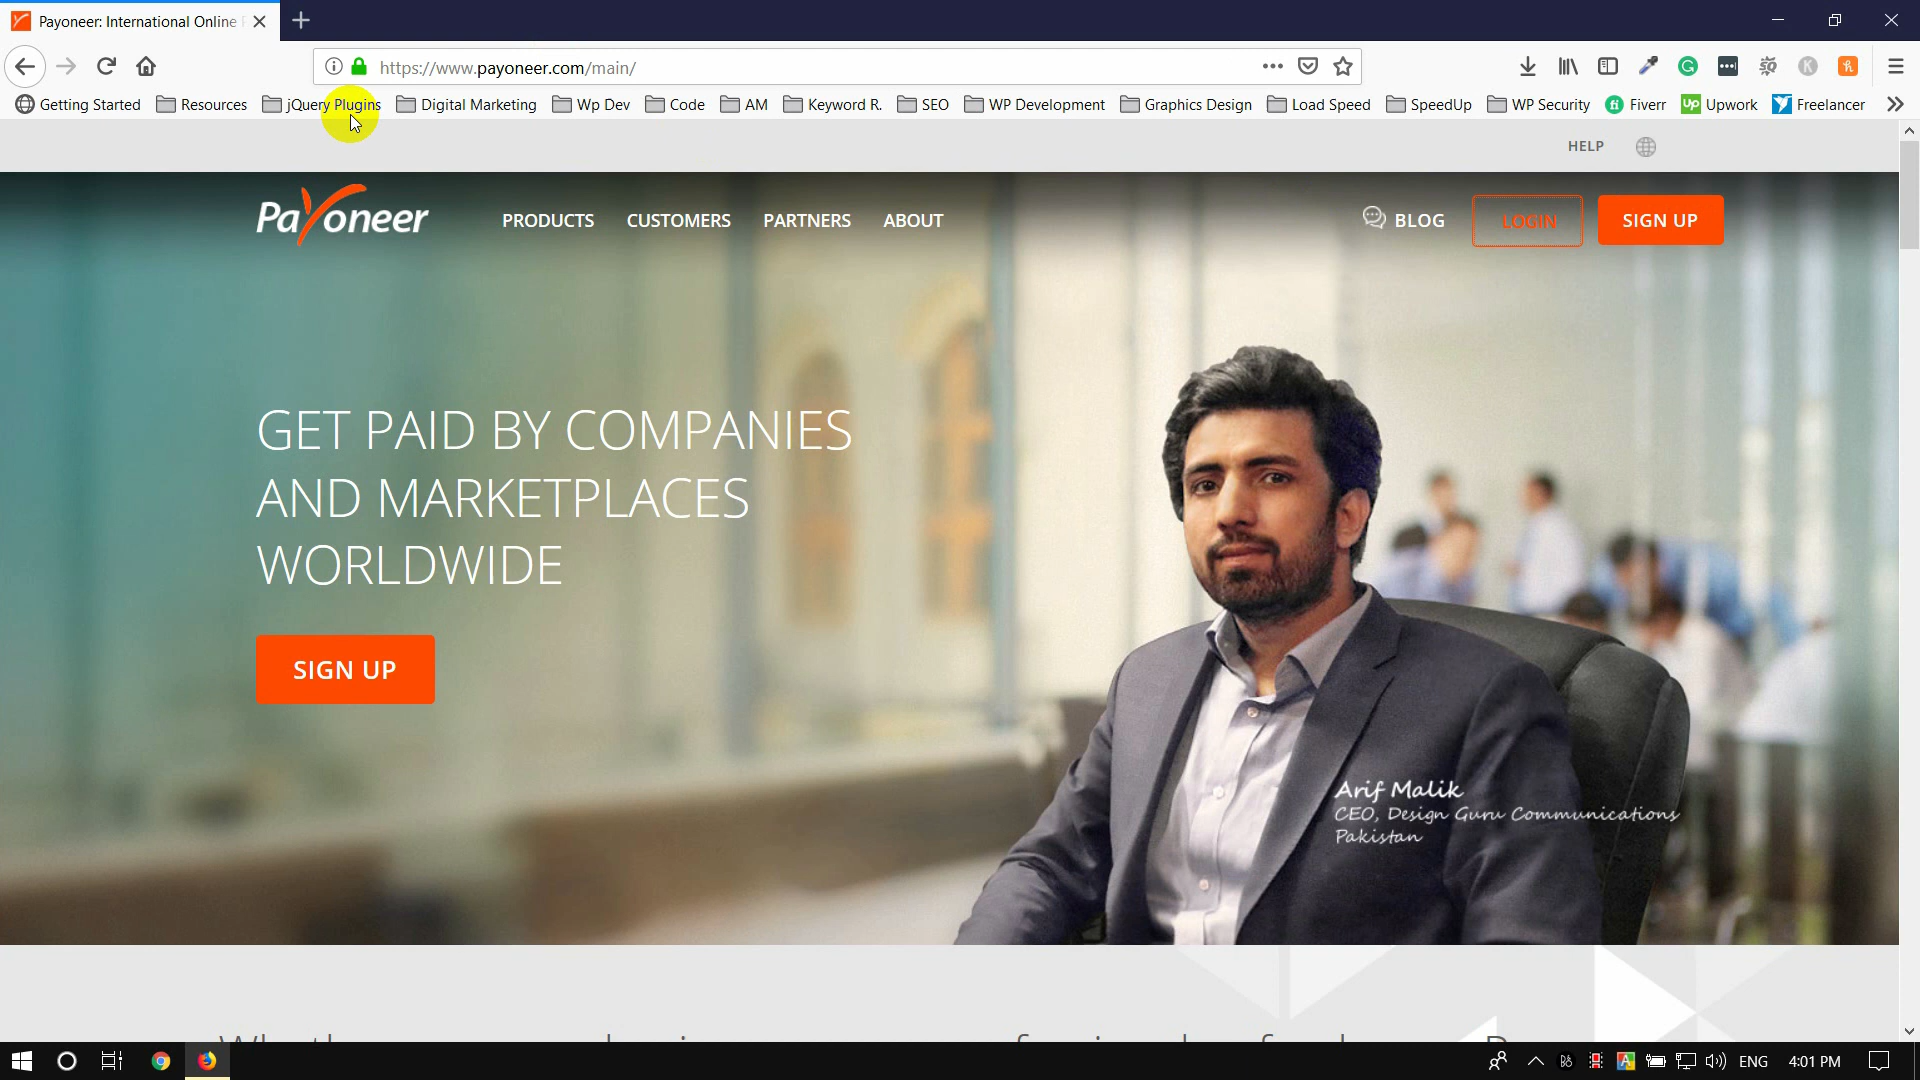 Payoneer: International Online
https://www.payoneer.com/main/
Getting Started Resources jQuery Plugins Digital Marketing Wp Dev Code AM Keyword R. SEO WP Development Graphics Design Load Speed SpeedUp WP Security Fiverr Upwork Freelancer
HELP
Payoneer PRODUCTS CUSTOMERS PARTNERS ABOUT BLOG LOGIN SIGN UP
GET PAID BY COMPANIES
AND MARKETPLACES
WORLDWIDE
SIGN UP
Arif Malik
CEO, Design Guru Communications
Pakistan
ENG 4:01 PM